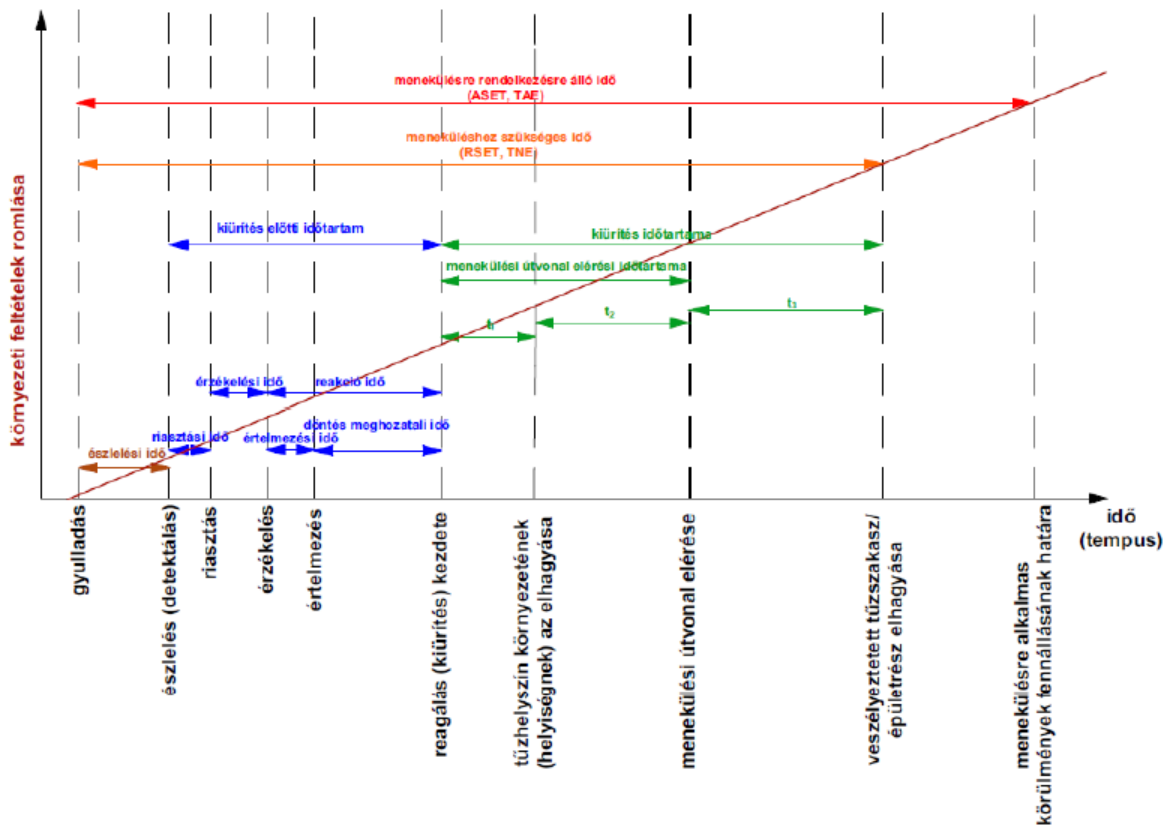 környezeti feltételek romlása
menekülésre rendelkezésre álló idő
(ASET, TAE)
meneküléshez szükséges idő
(RSET, TNE)
kiürítés előtti időtartam
kiürítés időtartama
menekülési útvonal elérési időtartama
t₁
t₂
t₃
érzékelési idő
reakció idő
riasztási idő
értelmezési idő
döntés meghozatali idő
észlelési idő
gyulladás
észlelés (detektálás)
riasztás
érzékelés
értelmezés
reagálás (kiürítés) kezdete
tűzhelyszín környezetének
(helyiségnek) az elhagyása
menekülési útvonal elérése
veszélyeztetett tűzszakasz/
épületrész elhagyása
menekülésre alkalmas
körülmények fennállásának határa
idő
(tempus)